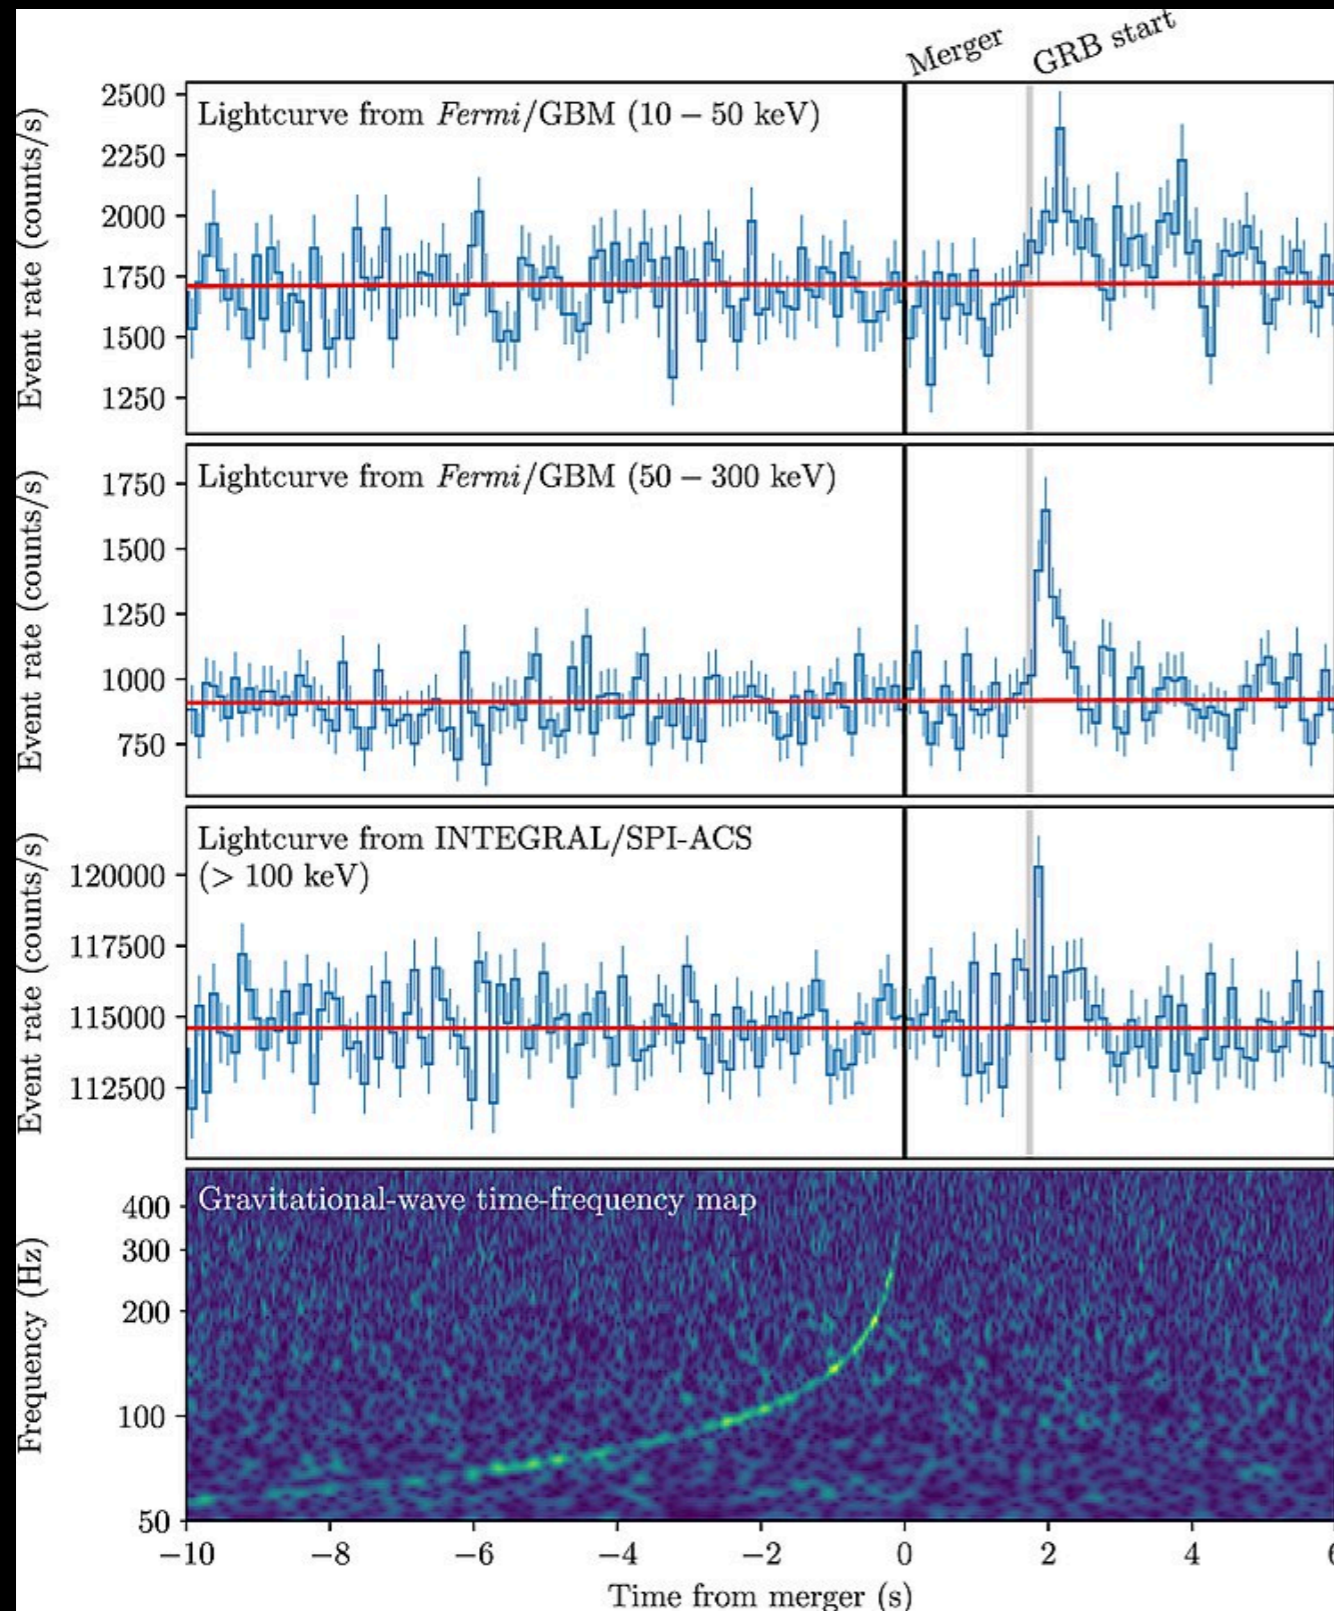 Merger
GRB start
Lightcurve from Fermi/GBM (10 – 50 keV)
Event rate (counts/s)
2500
2250
2000
1750
1500
1250
Lightcurve from Fermi/GBM (50 – 300 keV)
Event rate (counts/s)
1750
1500
1250
1000
750
Lightcurve from INTEGRAL/SPI-ACS
(> 100 keV)
Event rate (counts/s)
120000
117500
115000
112500
Gravitational-wave time-frequency map
Frequency (Hz)
400
300
200
100
50
−10 −8 −6 −4 −2 0 2 4 6
Time from merger (s)